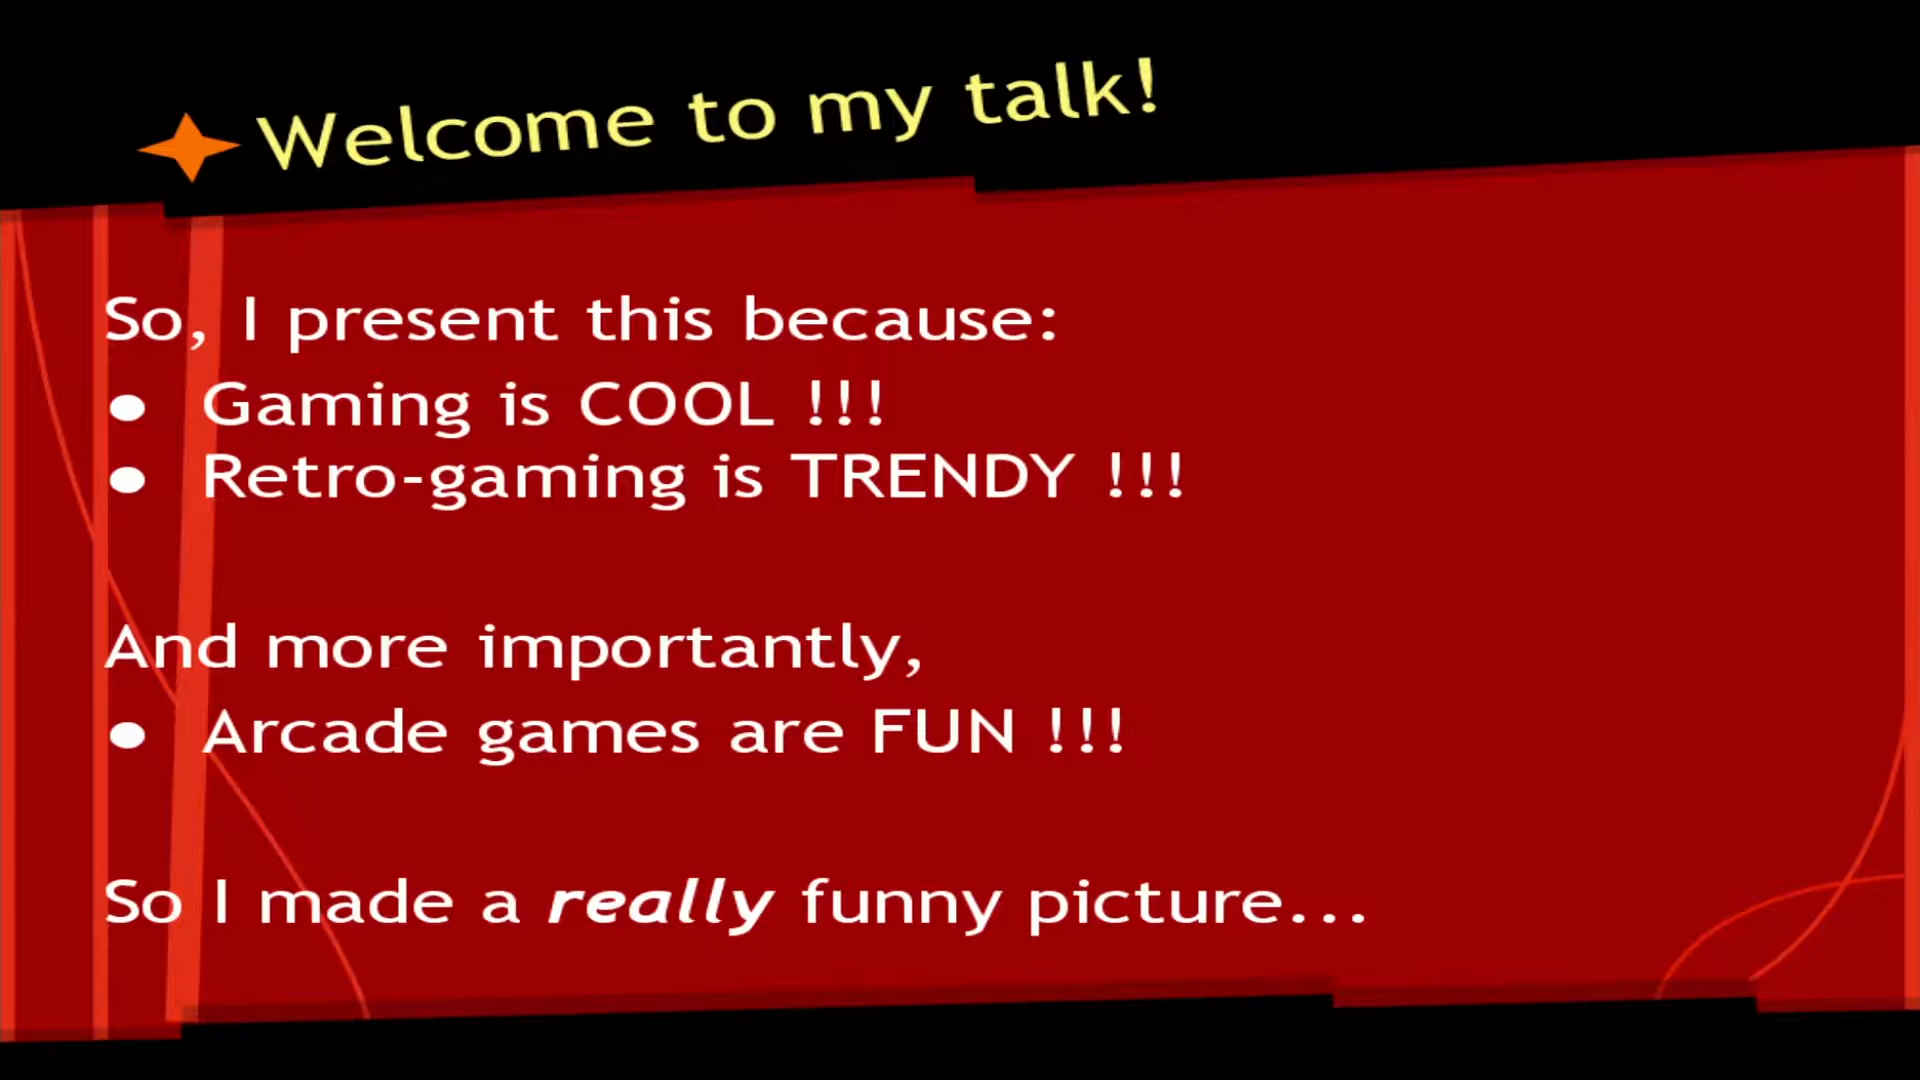 Welcome to my talk!
So, I present this because:
● Gaming is COOL !!!
● Retro-gaming is TRENDY !!!
And more importantly,
● Arcade games are FUN !!!
So I made a really funny picture...